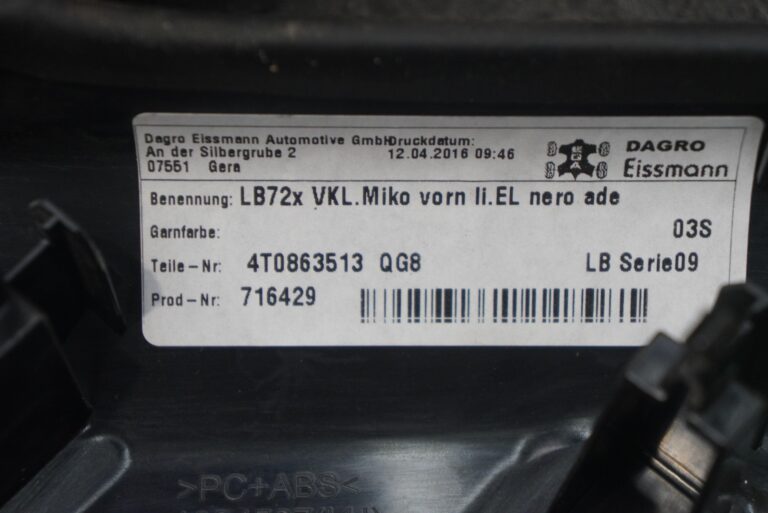 Dagro Eissmann Automotive GmbH Druckdatum:
An der Silbergrube 2 12.04.2016 09:46
07551 Gera
DAGRO
Eissmann
Benennung: LB72x VKL.Miko vorn li.EL nero ade
Garnfarbe: 03S
Teile-Nr: 4T0863513 QG8 LB Serie09
Prod-Nr: 716429
>PC+ABS<